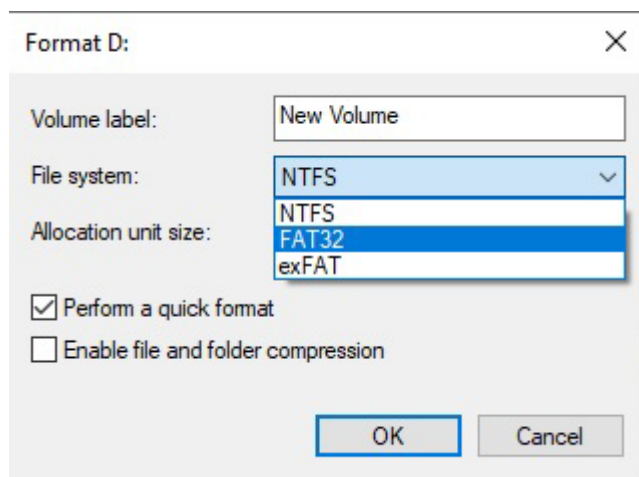 Format D:
Volume label: New Volume
File system: NTFS
NTFS
Allocation unit size: FAT32
exFAT
Perform a quick format
Enable file and folder compression
OK Cancel